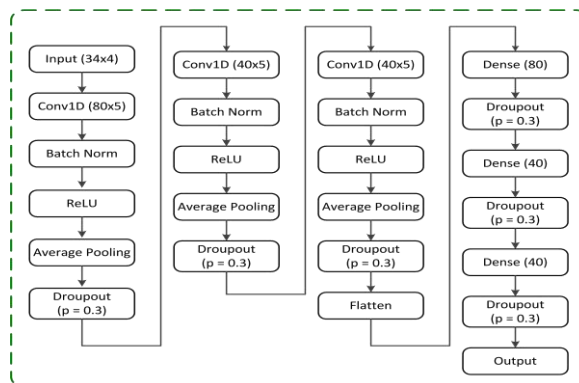 Input (34x4)
Conv1D (80x5)
Batch Norm
ReLU
Average Pooling
Droupout
(p = 0.3)
Conv1D (40x5)
Batch Norm
ReLU
Average Pooling
Droupout
(p = 0.3)
Conv1D (40x5)
Batch Norm
ReLU
Average Pooling
Droupout
(p = 0.3)
Flatten
Dense (80)
Droupout
(p = 0.3)
Dense (40)
Droupout
(p = 0.3)
Dense (40)
Droupout
(p = 0.3)
Output